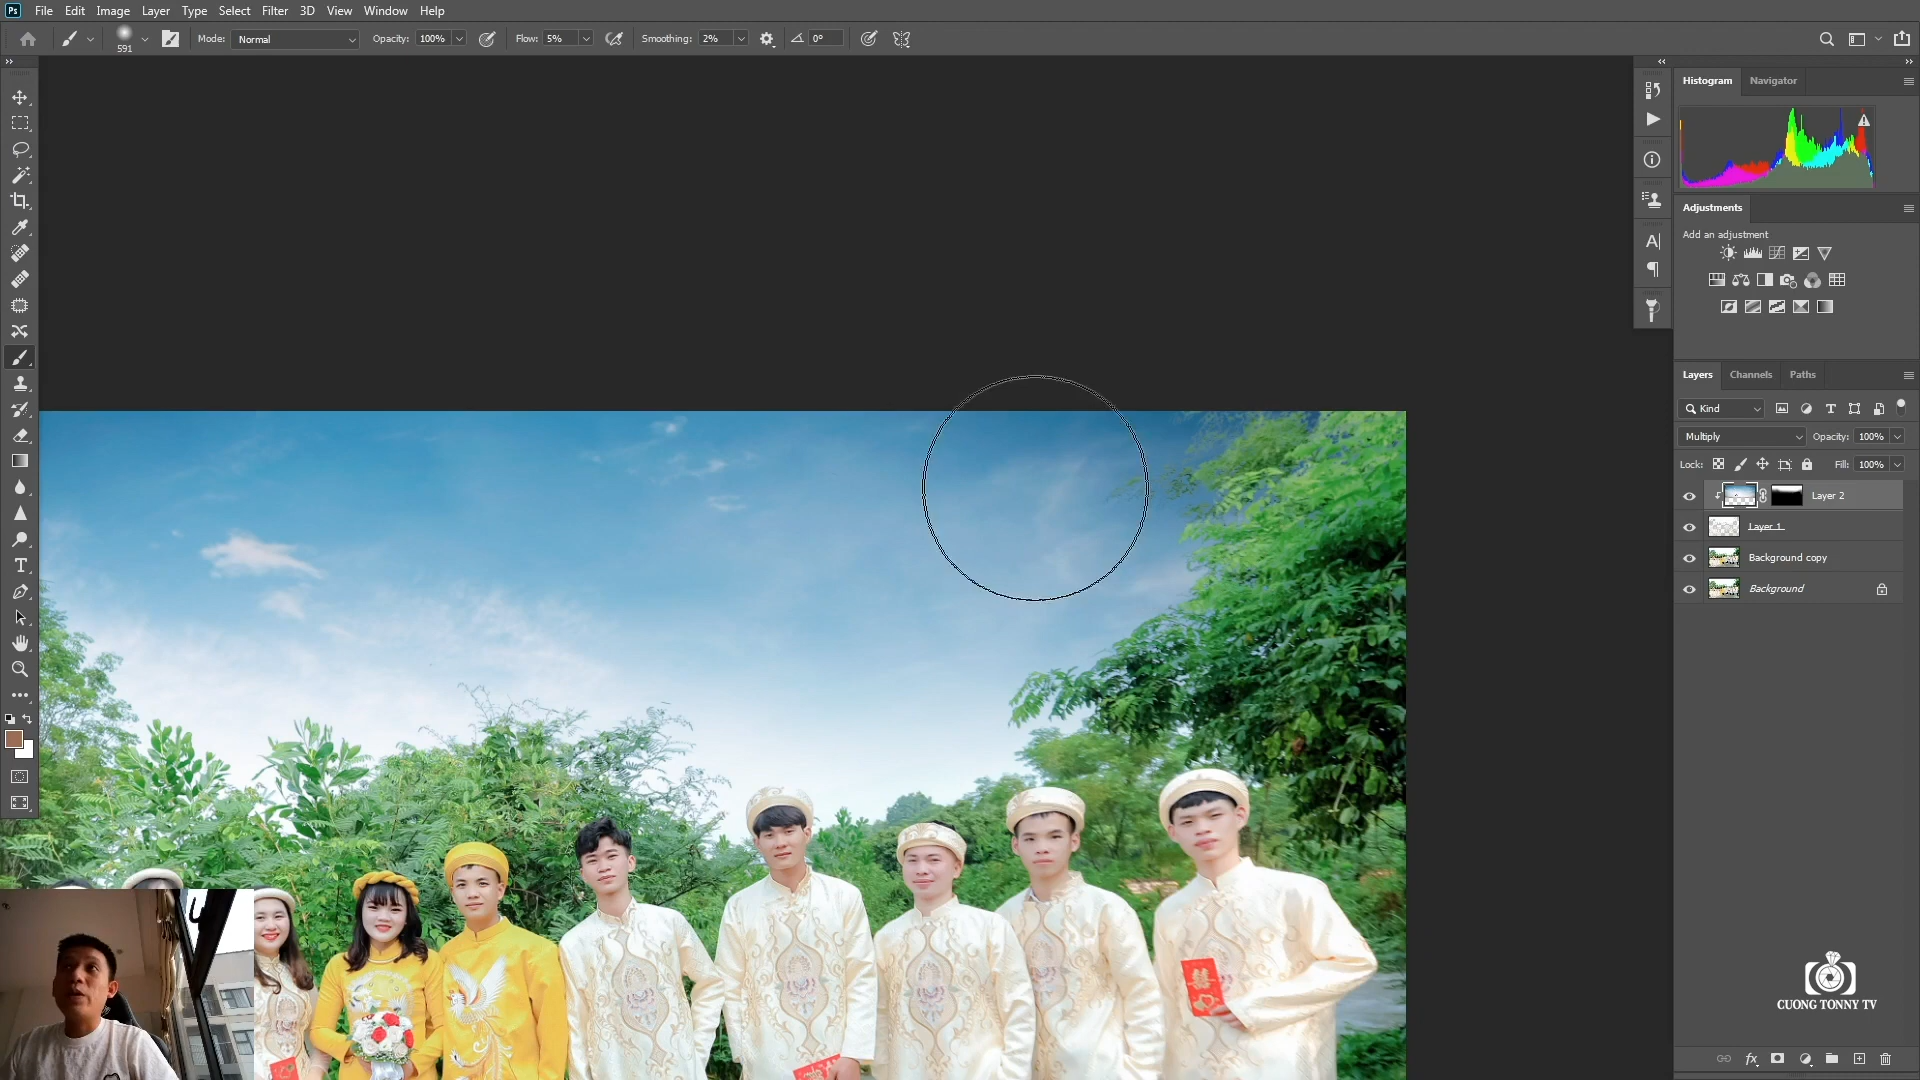 Ps File Edit Image Layer Type Select Filter 3D View Window Help
591 Mode: Normal Opacity: 100% Flow: 5% Smoothing: 2% 0°
Histogram Navigator
Adjustments
Add an adjustment
Layers Channels Paths
Kind
Multiply Opacity: 100%
Lock: Fill: 100%
Layer 2
Layer 1
Background copy
Background
CUONG TONNY TV